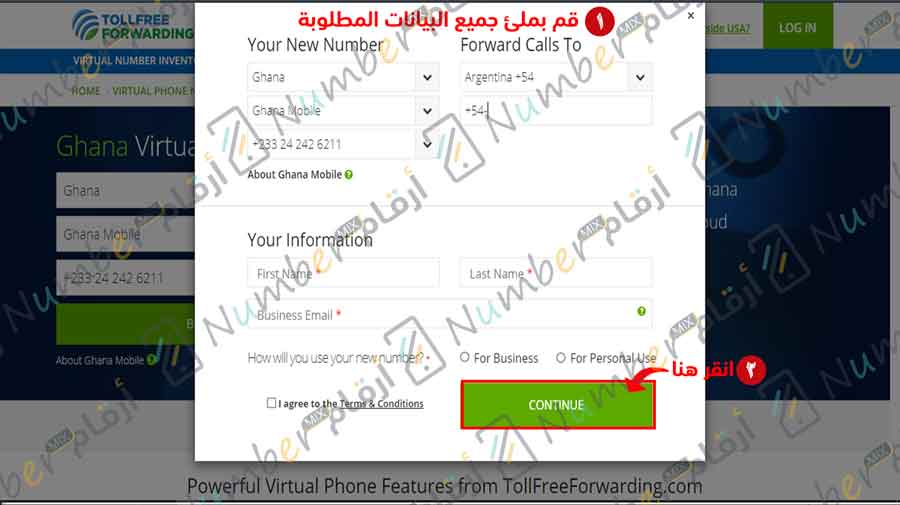 ١ قم بملئ جميع البيانات المطلوبة
x
TOLLFREE
FORWARDING
side USA?
LOG IN
VIRTUAL NUMBER INVENTO
HOME › VIRTUAL PHONE N
Your New Number
Forward Calls To
Ghana
Argentina +54
Ghana Mobile
+54-
+233 24 242 6211
About Ghana Mobile ?
Ghana Virtua
Ghana
Ghana Mobile
+233 24 242 6211
B
About Ghana Mobile ?
hana
oud
Your Information
First Name *
Last Name *
Business Email *
?
How will you use your new number? *
For Business
For Personal Use
٢ انقر هنا
I agree to the Terms & Conditions
CONTINUE
Powerful Virtual Phone Features from TollFreeForwarding.com
Number MIX أرقام